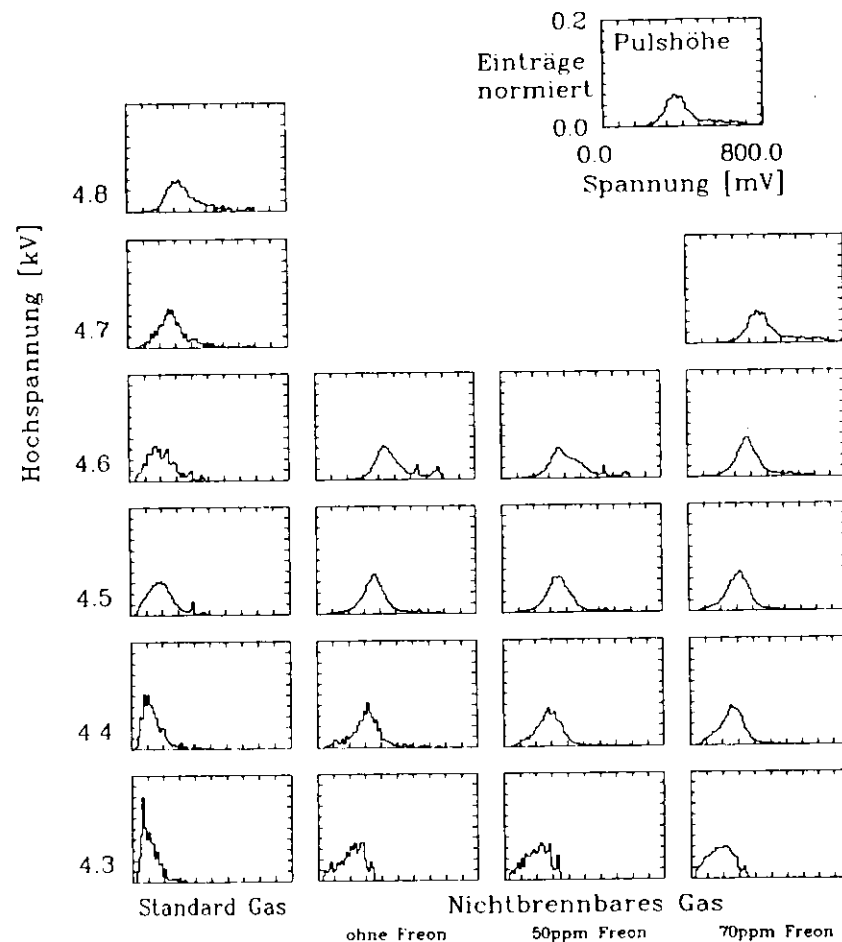 0.2
Pulshöhe
Einträge
normiert
0.0
0.0 800.0
Spannung [mV]
Hochspannung [kV]
4.8
4.7
4.6
4.5
4 4
4.3
Standard Gas
Nichtbrennbares Gas
ohne Freon
50ppm Freon
70ppm Freon